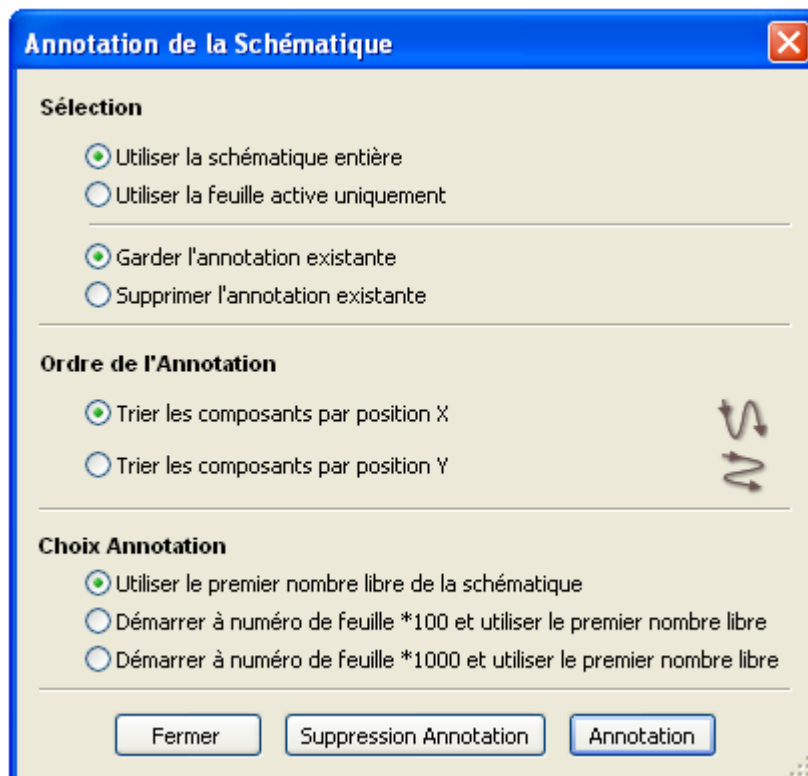 Annotation de la Schématique
Sélection
Utiliser la schématique entière
Utiliser la feuille active uniquement
Garder l'annotation existante
Supprimer l'annotation existante
Ordre de l'Annotation
Trier les composants par position X
Trier les composants par position Y
Choix Annotation
Utiliser le premier nombre libre de la schématique
Démarrer à numéro de feuille *100 et utiliser le premier nombre libre
Démarrer à numéro de feuille *1000 et utiliser le premier nombre libre
Fermer Suppression Annotation Annotation